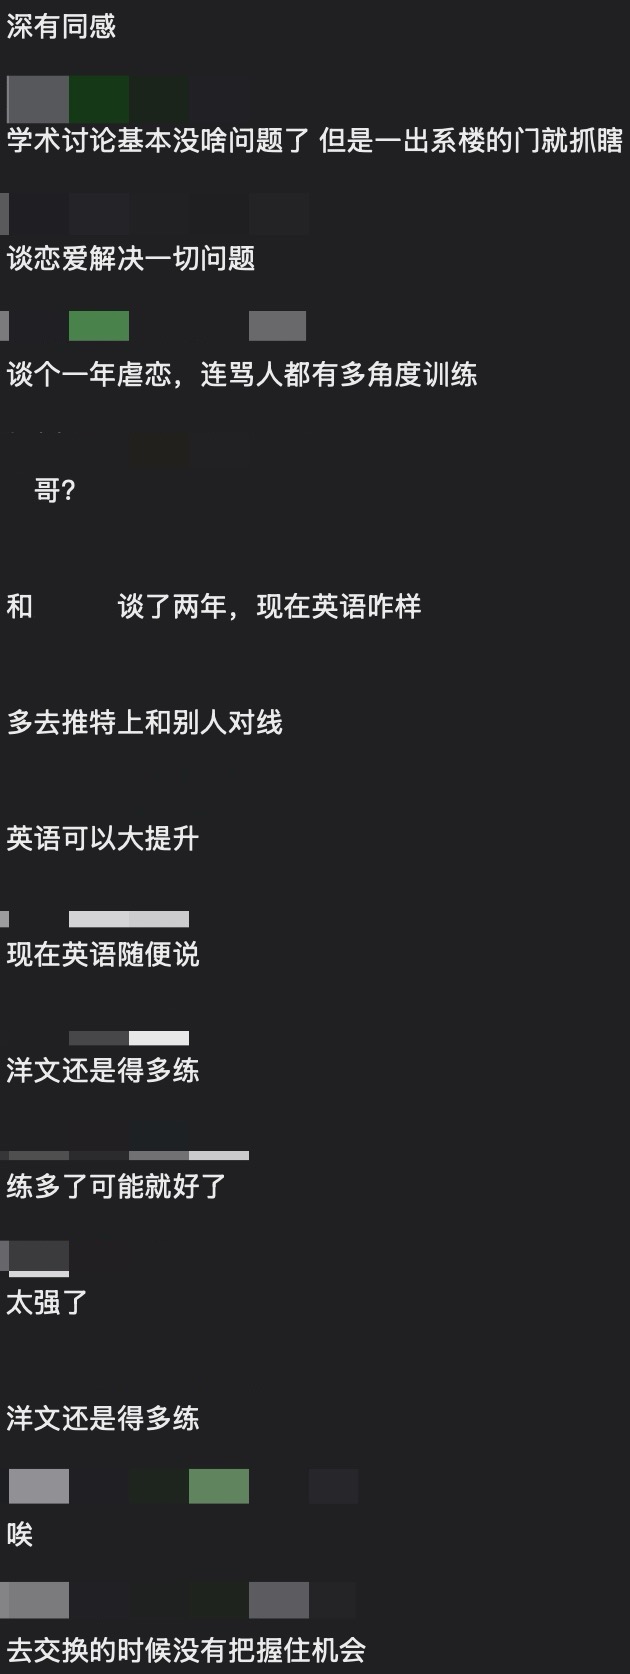 深有同感
学术讨论基本没啥问题了 但是一出系楼的门就抓瞎
谈恋爱解决一切问题
谈个一年虐恋，连骂人都有多角度训练
哥?
和 谈了两年，现在英语咋样
多去推特上和别人对线
英语可以大提升
现在英语随便说
洋文还是得多练
练多了可能就好了
太强了
洋文还是得多练
唉
去交换的时候没有把握住机会